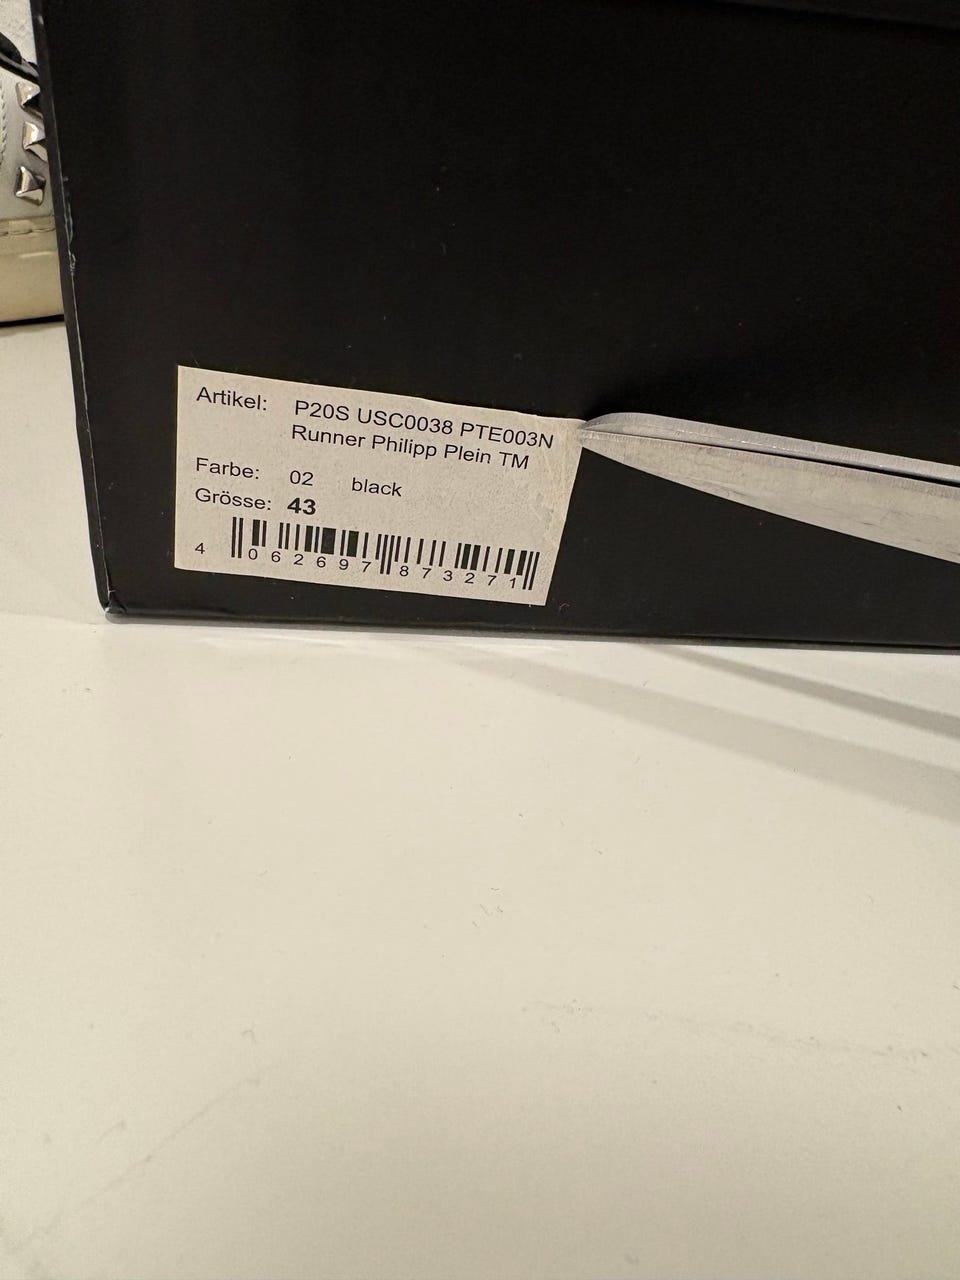 Artikel: P20S USC0038 PTE003N
Runner Philipp Plein TM
Farbe: 02 black
Grösse: 43
4 062697 873271